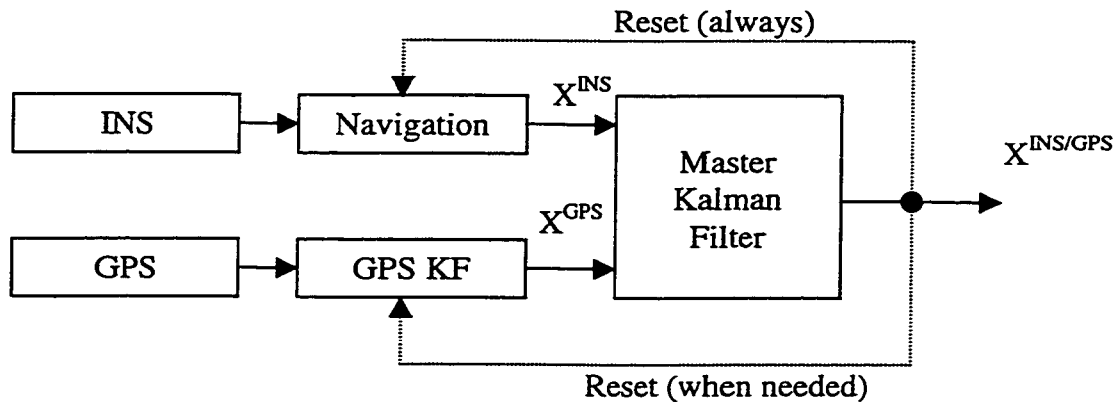 Reset (always)
INS
Navigation
X^INS
Master
Kalman
Filter
X^INS/GPS
GPS
GPS KF
X^GPS
Reset (when needed)